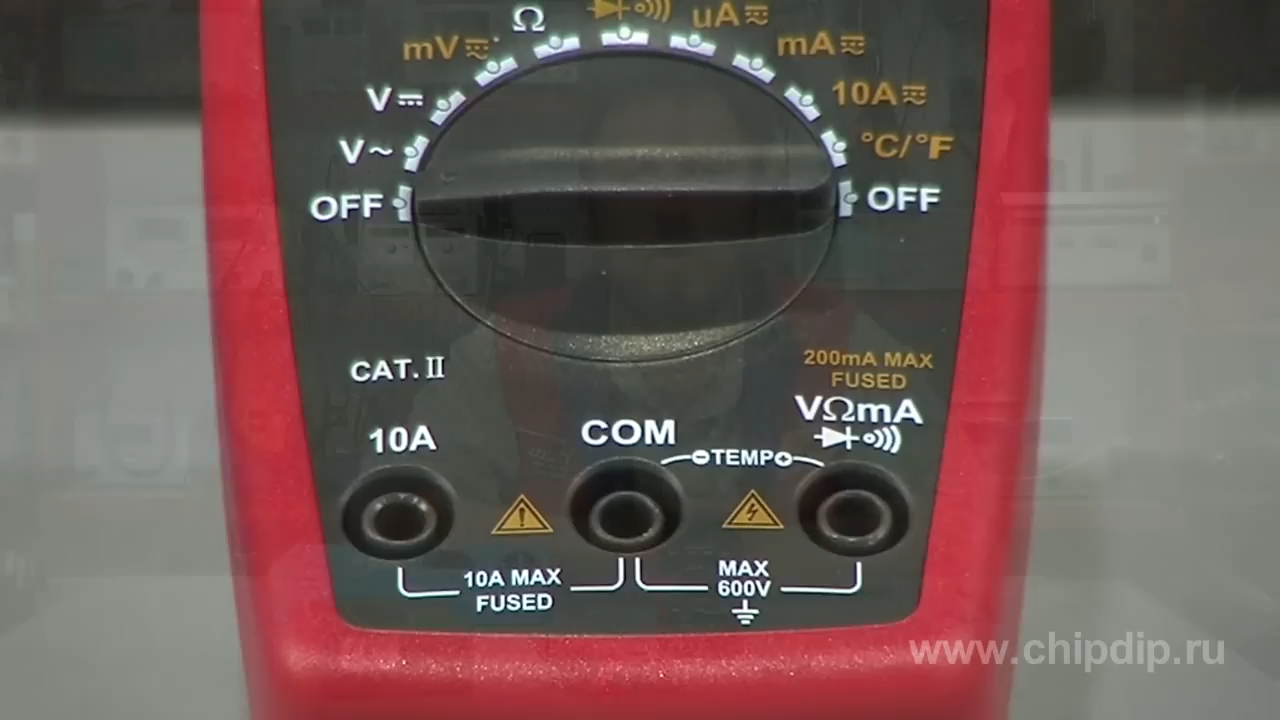 Ω
uA
mV
mA
V
10A
V~
°C/°F
OFF
OFF
CAT. II
200mA MAX
FUSED
VΩmA
10A
COM
TEMP
10A MAX
FUSED
MAX
600V
www.chipdip.ru